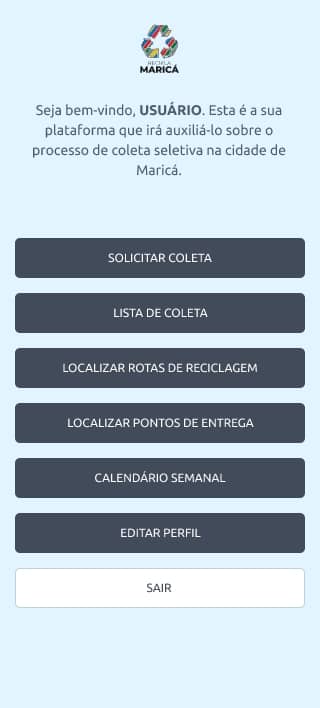 RECICLA
MARICÁ
Seja bem-vindo, USUÁRIO. Esta é a sua
plataforma que irá auxiliá-lo sobre o
processo de coleta seletiva na cidade de
Maricá.
SOLICITAR COLETA
LISTA DE COLETA
LOCALIZAR ROTAS DE RECICLAGEM
LOCALIZAR PONTOS DE ENTREGA
CALENDÁRIO SEMANAL
EDITAR PERFIL
SAIR